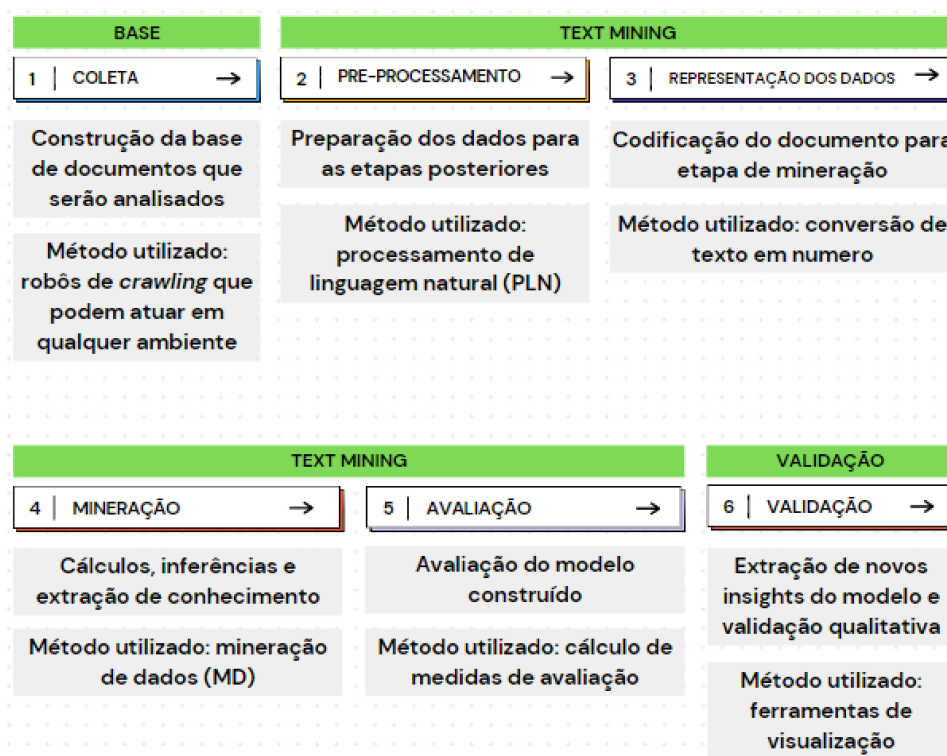 BASE
TEXT MINING
1 | COLETA →
2 | PRE-PROCESSAMENTO →
3 | REPRESENTAÇÃO DOS DADOS →
Construção da base
de documentos que
serão analisados
Método utilizado:
robôs de crawling que
podem atuar em
qualquer ambiente
Preparação dos dados para
as etapas posteriores
Método utilizado:
processamento de
linguagem natural (PLN)
Codificação do documento para
etapa de mineração
Método utilizado: conversão de
texto em numero
TEXT MINING
VALIDAÇÃO
4 | MINERAÇÃO →
5 | AVALIAÇÃO →
6 | VALIDAÇÃO →
Cálculos, inferências e
extração de conhecimento
Método utilizado: mineração
de dados (MD)
Avaliação do modelo
construído
Método utilizado: cálculo de
medidas de avaliação
Extração de novos
insights do modelo e
validação qualitativa
Método utilizado:
ferramentas de
visualização